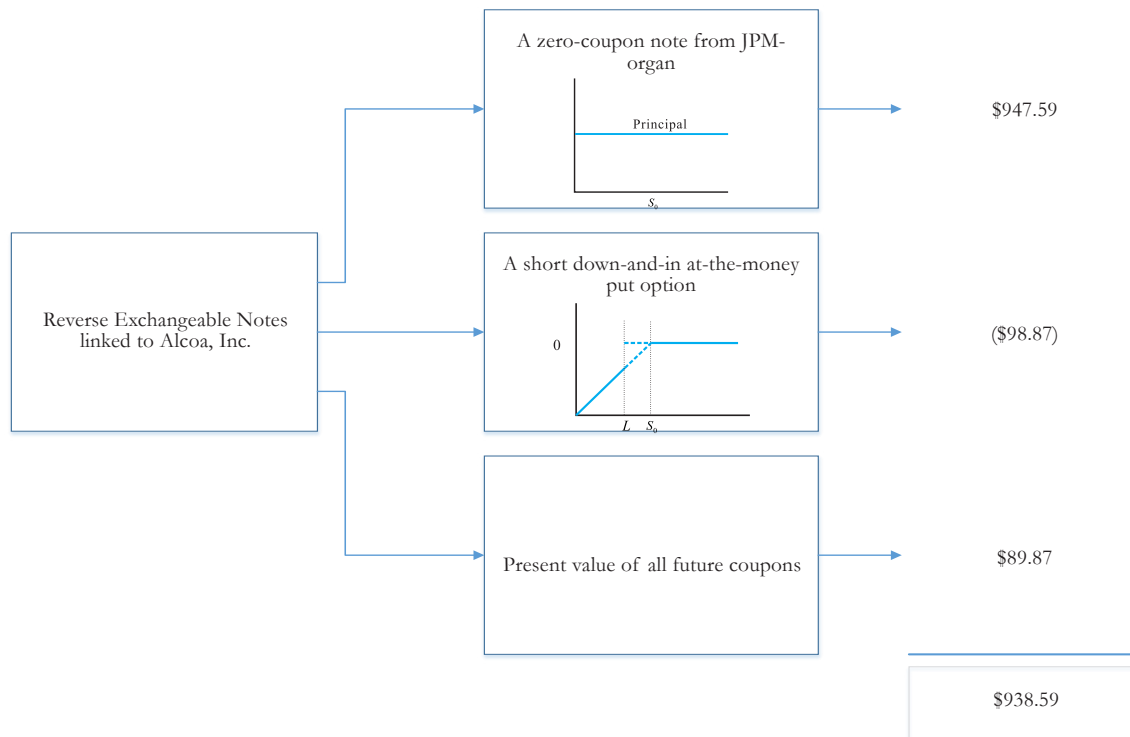 A zero-coupon note from JPM-
organ
Principal
S₀
$947.59
Reverse Exchangeable Notes
linked to Alcoa, Inc.
A short down-and-in at-the-money
put option
0
L S₀
($98.87)
Present value of all future coupons
$89.87
$938.59